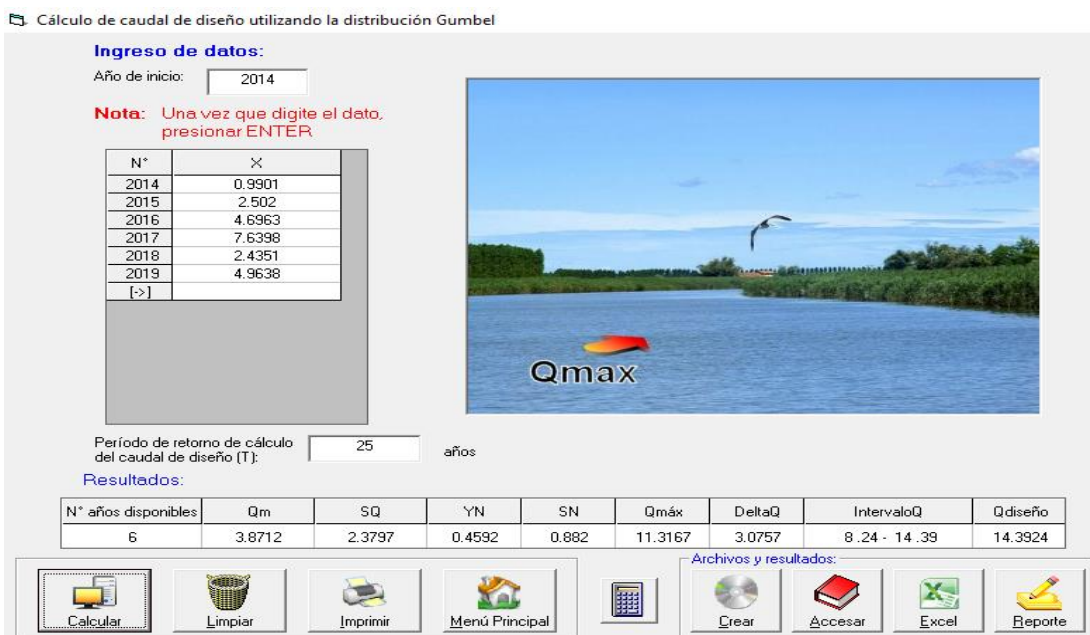 Cálculo de caudal de diseño utilizando la distribución Gumbel
Ingreso de datos:
Año de inicio: 2014
Nota: Una vez que digite el dato,
presionar ENTER
N° X
2014 0.9901
2015 2.502
2016 4.6963
2017 7.6398
2018 2.4351
2019 4.9638
[->]
Qmax
Período de retorno de cálculo
del caudal de diseño (T): 25 años
Resultados:
N° años disponibles Qm SQ YN SN Qmáx DeltaQ IntervaloQ Qdiseño
6 3.8712 2.3797 0.4592 0.882 11.3167 3.0757 8.24 - 14.39 14.3924
Archivos y resultados:
Calcular Limpiar Imprimir Menú Principal Crear Accesar Excel Reporte